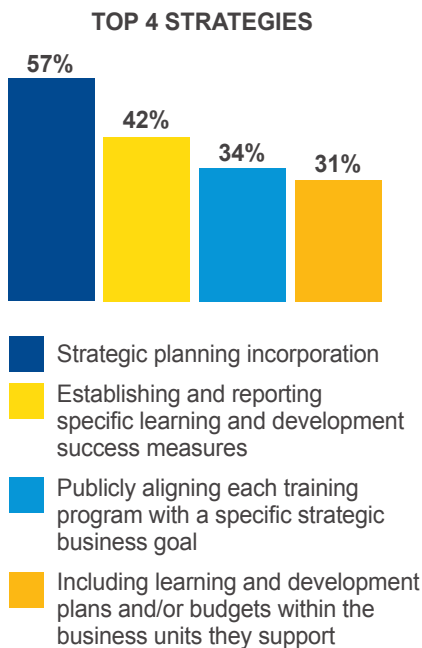 TOP 4 STRATEGIES
57%
42%
34%
31%
Strategic planning incorporation
Establishing and reporting
specific learning and development
success measures
Publicly aligning each training
program with a specific strategic
business goal
Including learning and development
plans and/or budgets within the
business units they support